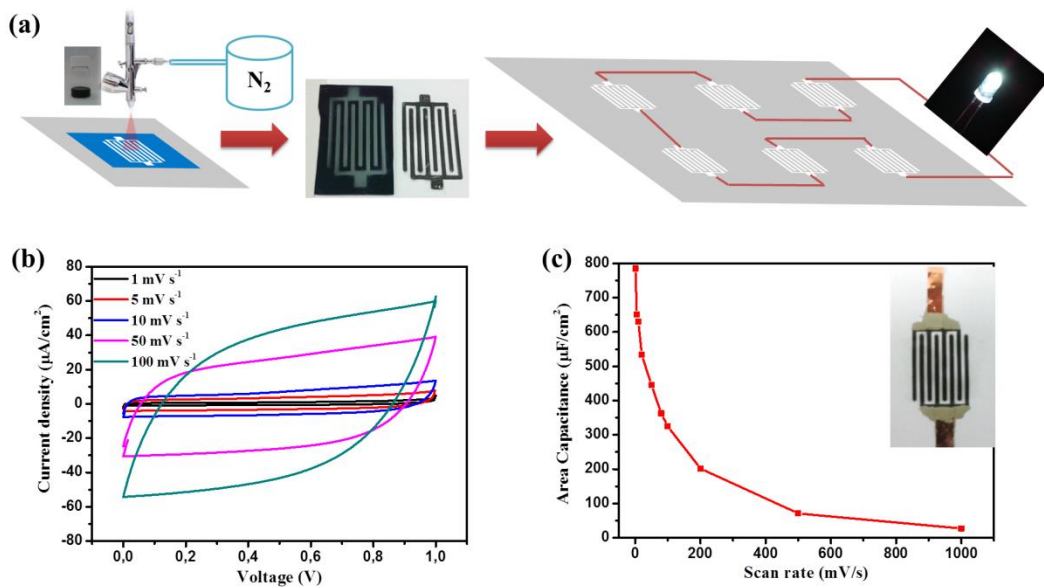 (a)
N₂
(b)
Current density (µA/cm²)
80
60
40
20
0
-20
-40
-60
-80
1 mV s⁻¹
5 mV s⁻¹
10 mV s⁻¹
50 mV s⁻¹
100 mV s⁻¹
0,0
0,2
0,4
0,6
0,8
1,0
Voltage (V)
(c)
Area Capacitance (µF/cm²)
800
700
600
500
400
300
200
100
0
0
200
400
600
800
1000
Scan rate (mV/s)